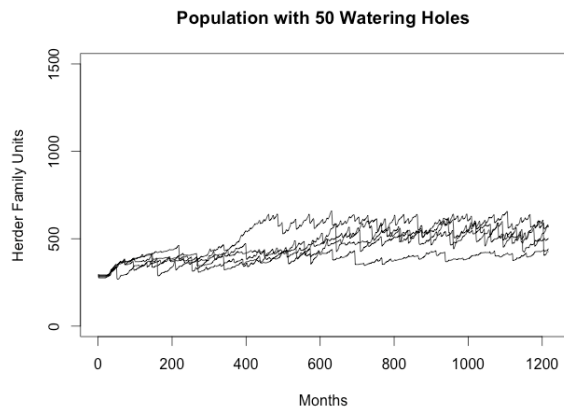 Population with 50 Watering Holes
1500
1000
500
0
Herder Family Units
0 200 400 600 800 1000 1200
Months